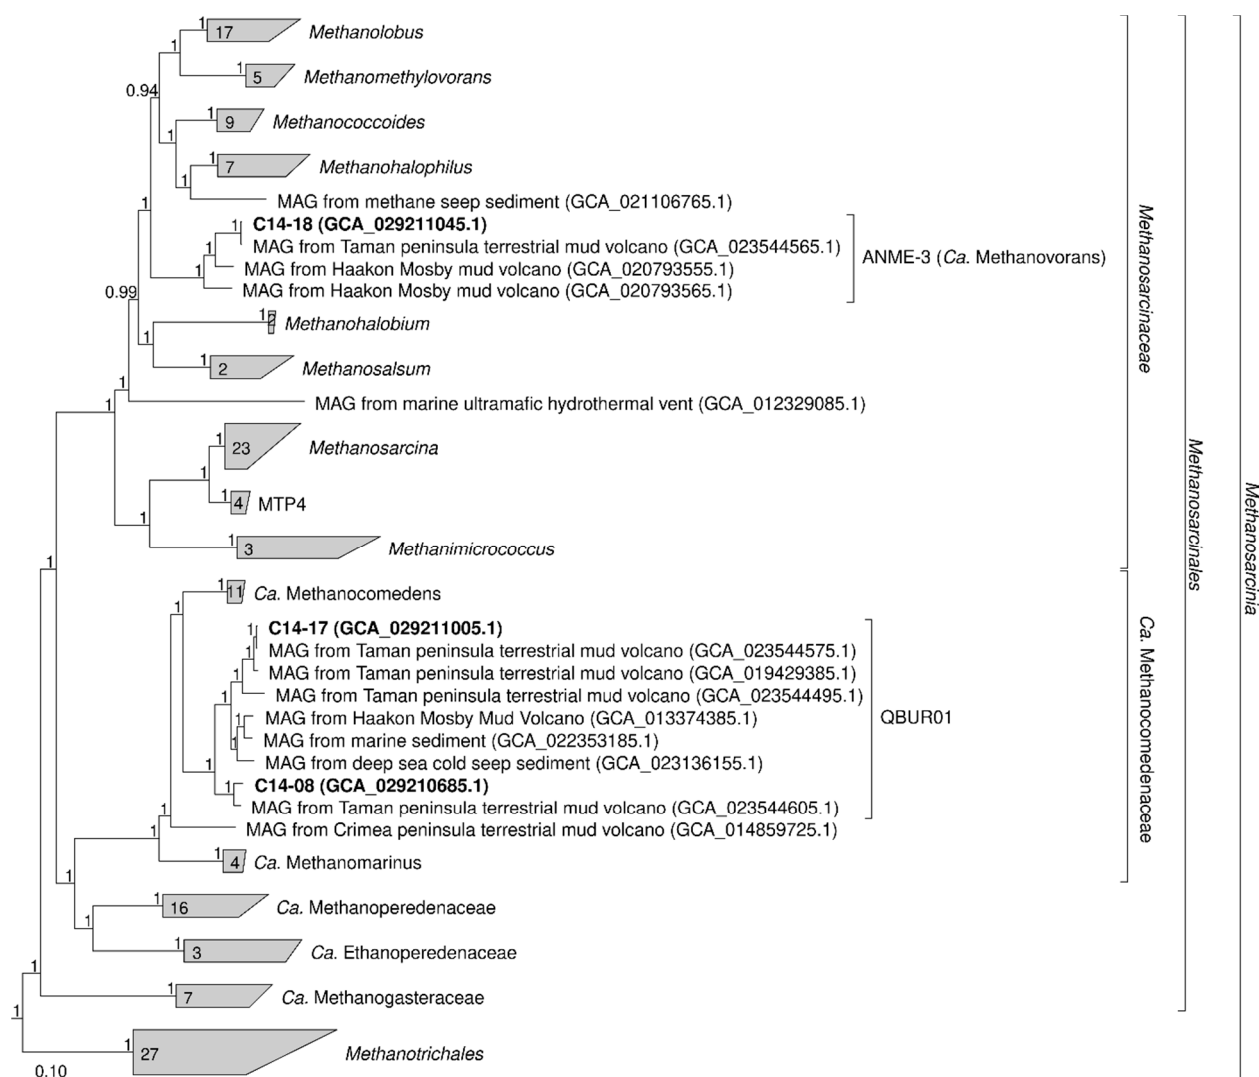 1 17 Methanolobus
1
1 5 Methanomethylovorans
0.94
1 9 Methanococcoides
1
1 7 Methanohalophilus
1
MAG from methane seep sediment (GCA_021106765.1)
1
1 C14-18 (GCA_029211045.1)
MAG from Taman peninsula terrestrial mud volcano (GCA_023544565.1)
1
ANME-3 (Ca. Methanovorans)
1 MAG from Haakon Mosby mud volcano (GCA_020793555.1)
MAG from Haakon Mosby mud volcano (GCA_020793565.1)
0.99
1 2 Methanohalobium
1
1 2 Methanosalsum
1
MAG from marine ultramafic hydrothermal vent (GCA_012329085.1)
1
1 23 Methanosarcina
1
1 4 MTP4
1
1 3 Methanimicrococcus
Methanosarcinaceae
1
1 11 Ca. Methanocomedens
1
1 C14-17 (GCA_029211005.1)
1 MAG from Taman peninsula terrestrial mud volcano (GCA_023544575.1)
MAG from Taman peninsula terrestrial mud volcano (GCA_019429385.1)
1
MAG from Taman peninsula terrestrial mud volcano (GCA_023544495.1)
1
1 MAG from Haakon Mosby Mud Volcano (GCA_013374385.1)
QBUR01
1 MAG from marine sediment (GCA_022353185.1)
1 MAG from deep sea cold seep sediment (GCA_023136155.1)
1 C14-08 (GCA_029210685.1)
MAG from Taman peninsula terrestrial mud volcano (GCA_023544605.1)
1
1 MAG from Crimea peninsula terrestrial mud volcano (GCA_014859725.1)
1 4 Ca. Methanomarinus
Ca. Methanocomedenaceae
1
1 16 Ca. Methanoperedenaceae
1
1 3 Ca. Ethanoperedenaceae
1
1 7 Ca. Methanogasteraceae
Methanosarcinales
1
1 27 Methanotrichales
Methanosarcinia
0.10